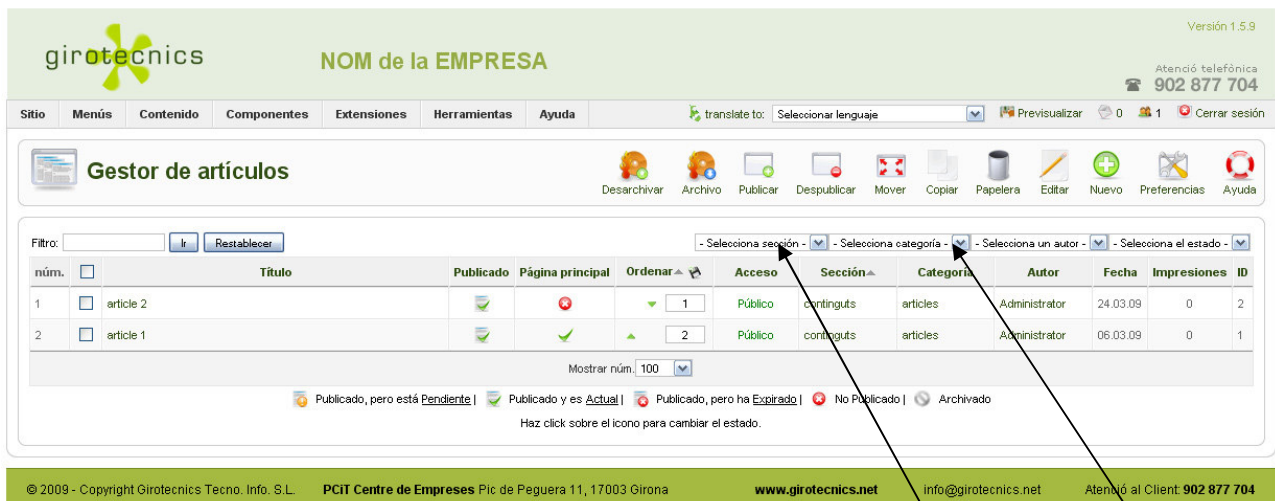 Versión 1.5.9
girotecnics NOM de la EMPRESA
Atenció telefònica
902 877 704
Sitio Menús Contenido Componentes Extensiones Herramientas Ayuda translate to: Seleccionar lenguaje Previsualizar 0 1 Cerrar sesión
Gestor de artículos
Desarchivar Archivo Publicar Despublicar Mover Copiar Papelera Editar Nuevo Preferencias Ayuda
Filtro: Ir Restablecer - Selecciona sección - - Selecciona categoría - - Selecciona un autor - - Selecciona el estado -
núm. Título Publicado Página principal Ordenar Acceso Sección Categoría Autor Fecha Impresiones ID
1 article 2 1 Público continguts articles Administrator 24.03.09 0 2
2 article 1 2 Público continguts articles Administrator 06.03.09 0 1
Mostrar núm. 100
Publicado, pero está Pendiente | Publicado y es Actual | Publicado, pero ha Expirado | No Publicado | Archivado
Haz click sobre el icono para cambiar el estado.
© 2009 - Copyright Girotecnics Tecno. Info. S.L. PCiT Centre de Empreses Pic de Peguera 11, 17003 Girona www.girotecnics.net info@girotecnics.net Atenció al Client: 902 877 704